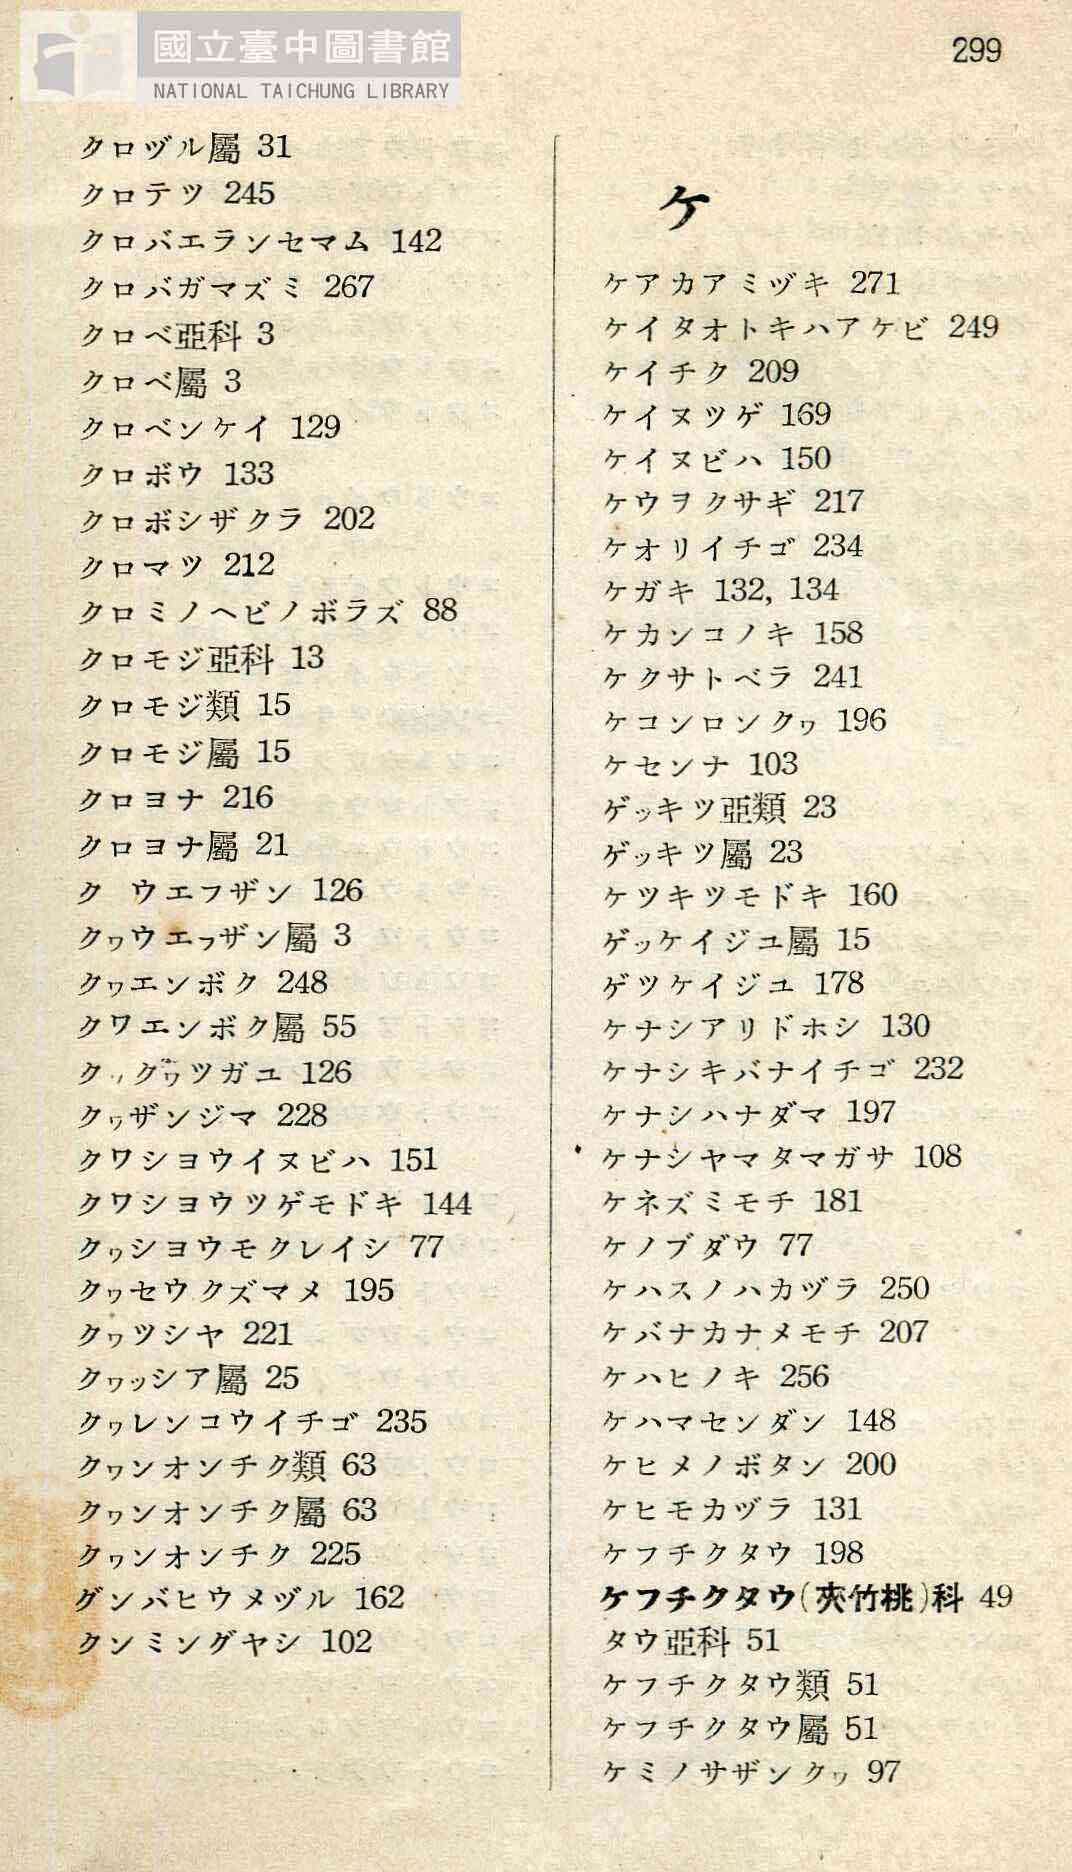 國立臺中圖書館
NATIONAL TAICHUNG LIBRARY
299
クロヅル屬 31
クロテツ 245
クロバエランセマム 142
クロバガマズミ 267
クロベ亞科 3
クロベ屬 3
クロベンケイ 129
クロボウ 133
クロボシザクラ 202
クロマツ 212
クロミノヘビノボラズ 88
クロモジ亞科 13
クロモジ類 15
クロモジ屬 15
クロヨナ 216
クロヨナ屬 21
ク ウエフザン 126
クヮウエフザン屬 3
クヮエンボク 248
クワエンボク屬 55
ク クヮツガユ 126
クヮザンジマ 228
クワシヨウイヌビハ 151
クワシヨウツゲモドキ 144
クヮシヨウモクレイシ 77
クヮセウクズマメ 195
クヮツシヤ 221
クヮッシア屬 25
クヮレンコウイチゴ 235
クヮンオンチク類 63
クヮンオンチク屬 63
クヮンオンチク 225
グンバヒウメヅル 162
クンミングヤシ 102
ケ
ケアカアミヅキ 271
ケイタオトキハアケビ 249
ケイチク 209
ケイヌツゲ 169
ケイヌビハ 150
ケウヲクサギ 217
ケオリイチゴ 234
ケガキ 132, 134
ケカンコノキ 158
ケクサトベラ 241
ケコンロンクヮ 196
ケセンナ 103
ゲッキツ亞類 23
ゲッキツ屬 23
ケツキツモドキ 160
ゲッケイジユ屬 15
ゲツケイジユ 178
ケナシアリドホシ 130
ケナシキバナイチゴ 232
ケナシハナダマ 197
ケナシヤマタマガサ 108
ケネズミモチ 181
ケノブダウ 77
ケハスノハカヅラ 250
ケバナカナメモチ 207
ケハヒノキ 256
ケハマセンダン 148
ケヒメノボタン 200
ケヒモカヅラ 131
ケフチクタウ 198
ケフチクタウ(夾竹桃)科 49
タウ亞科 51
ケフチクタウ類 51
ケフチクタウ屬 51
ケミノサザンクヮ 97